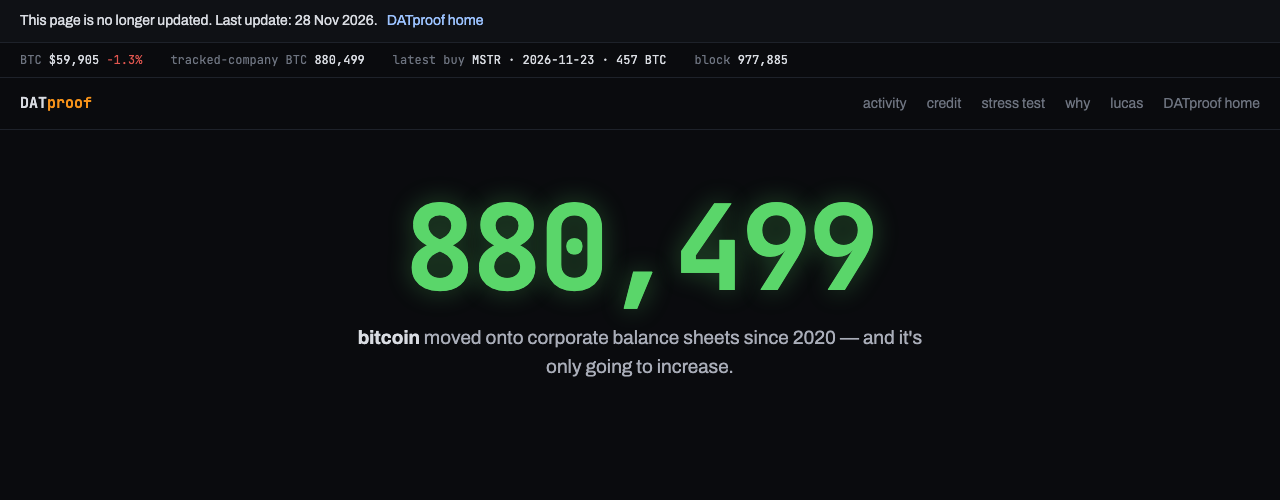 This page is no longer updated. Last update: 28 Nov 2026. DATproof home
BTC $59,905 -1.3% tracked-company BTC 880,499 latest buy MSTR · 2026-11-23 · 457 BTC block 977,885
DATproof activity credit stress test why lucas DATproof home
880,499
bitcoin moved onto corporate balance sheets since 2020 — and it's
only going to increase.